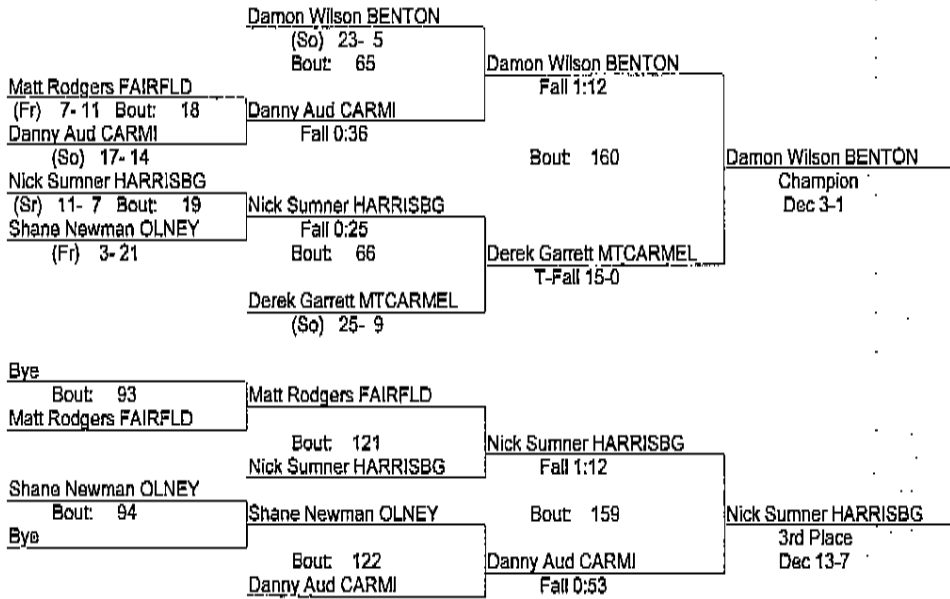 Damon Wilson BENTON
(So) 23- 5
Bout: 65
Damon Wilson BENTON
Fall 1:12
Matt Rodgers FAIRFLD
(Fr) 7- 11 Bout: 18
Danny Aud CARMI
Danny Aud CARMI
Fall 0:36
(So) 17- 14
Bout: 160
Damon Wilson BENTON
Champion
Dec 3-1
Nick Sumner HARRISBG
(Sr) 11- 7 Bout: 19
Nick Sumner HARRISBG
Shane Newman OLNEY
Fall 0:25
(Fr) 3- 21
Bout: 66
Derek Garrett MTCARMEL
T-Fall 15-0
Derek Garrett MTCARMEL
(So) 25- 9
Bye
Bout: 93
Matt Rodgers FAIRFLD
Matt Rodgers FAIRFLD
Bout: 121
Nick Sumner HARRISBG
Nick Sumner HARRISBG
Fall 1:12
Shane Newman OLNEY
Bout: 94
Shane Newman OLNEY
Bout: 159
Nick Sumner HARRISBG
Bye
3rd Place
Dec 13-7
Bout: 122
Danny Aud CARMI
Danny Aud CARMI
Fall 0:53